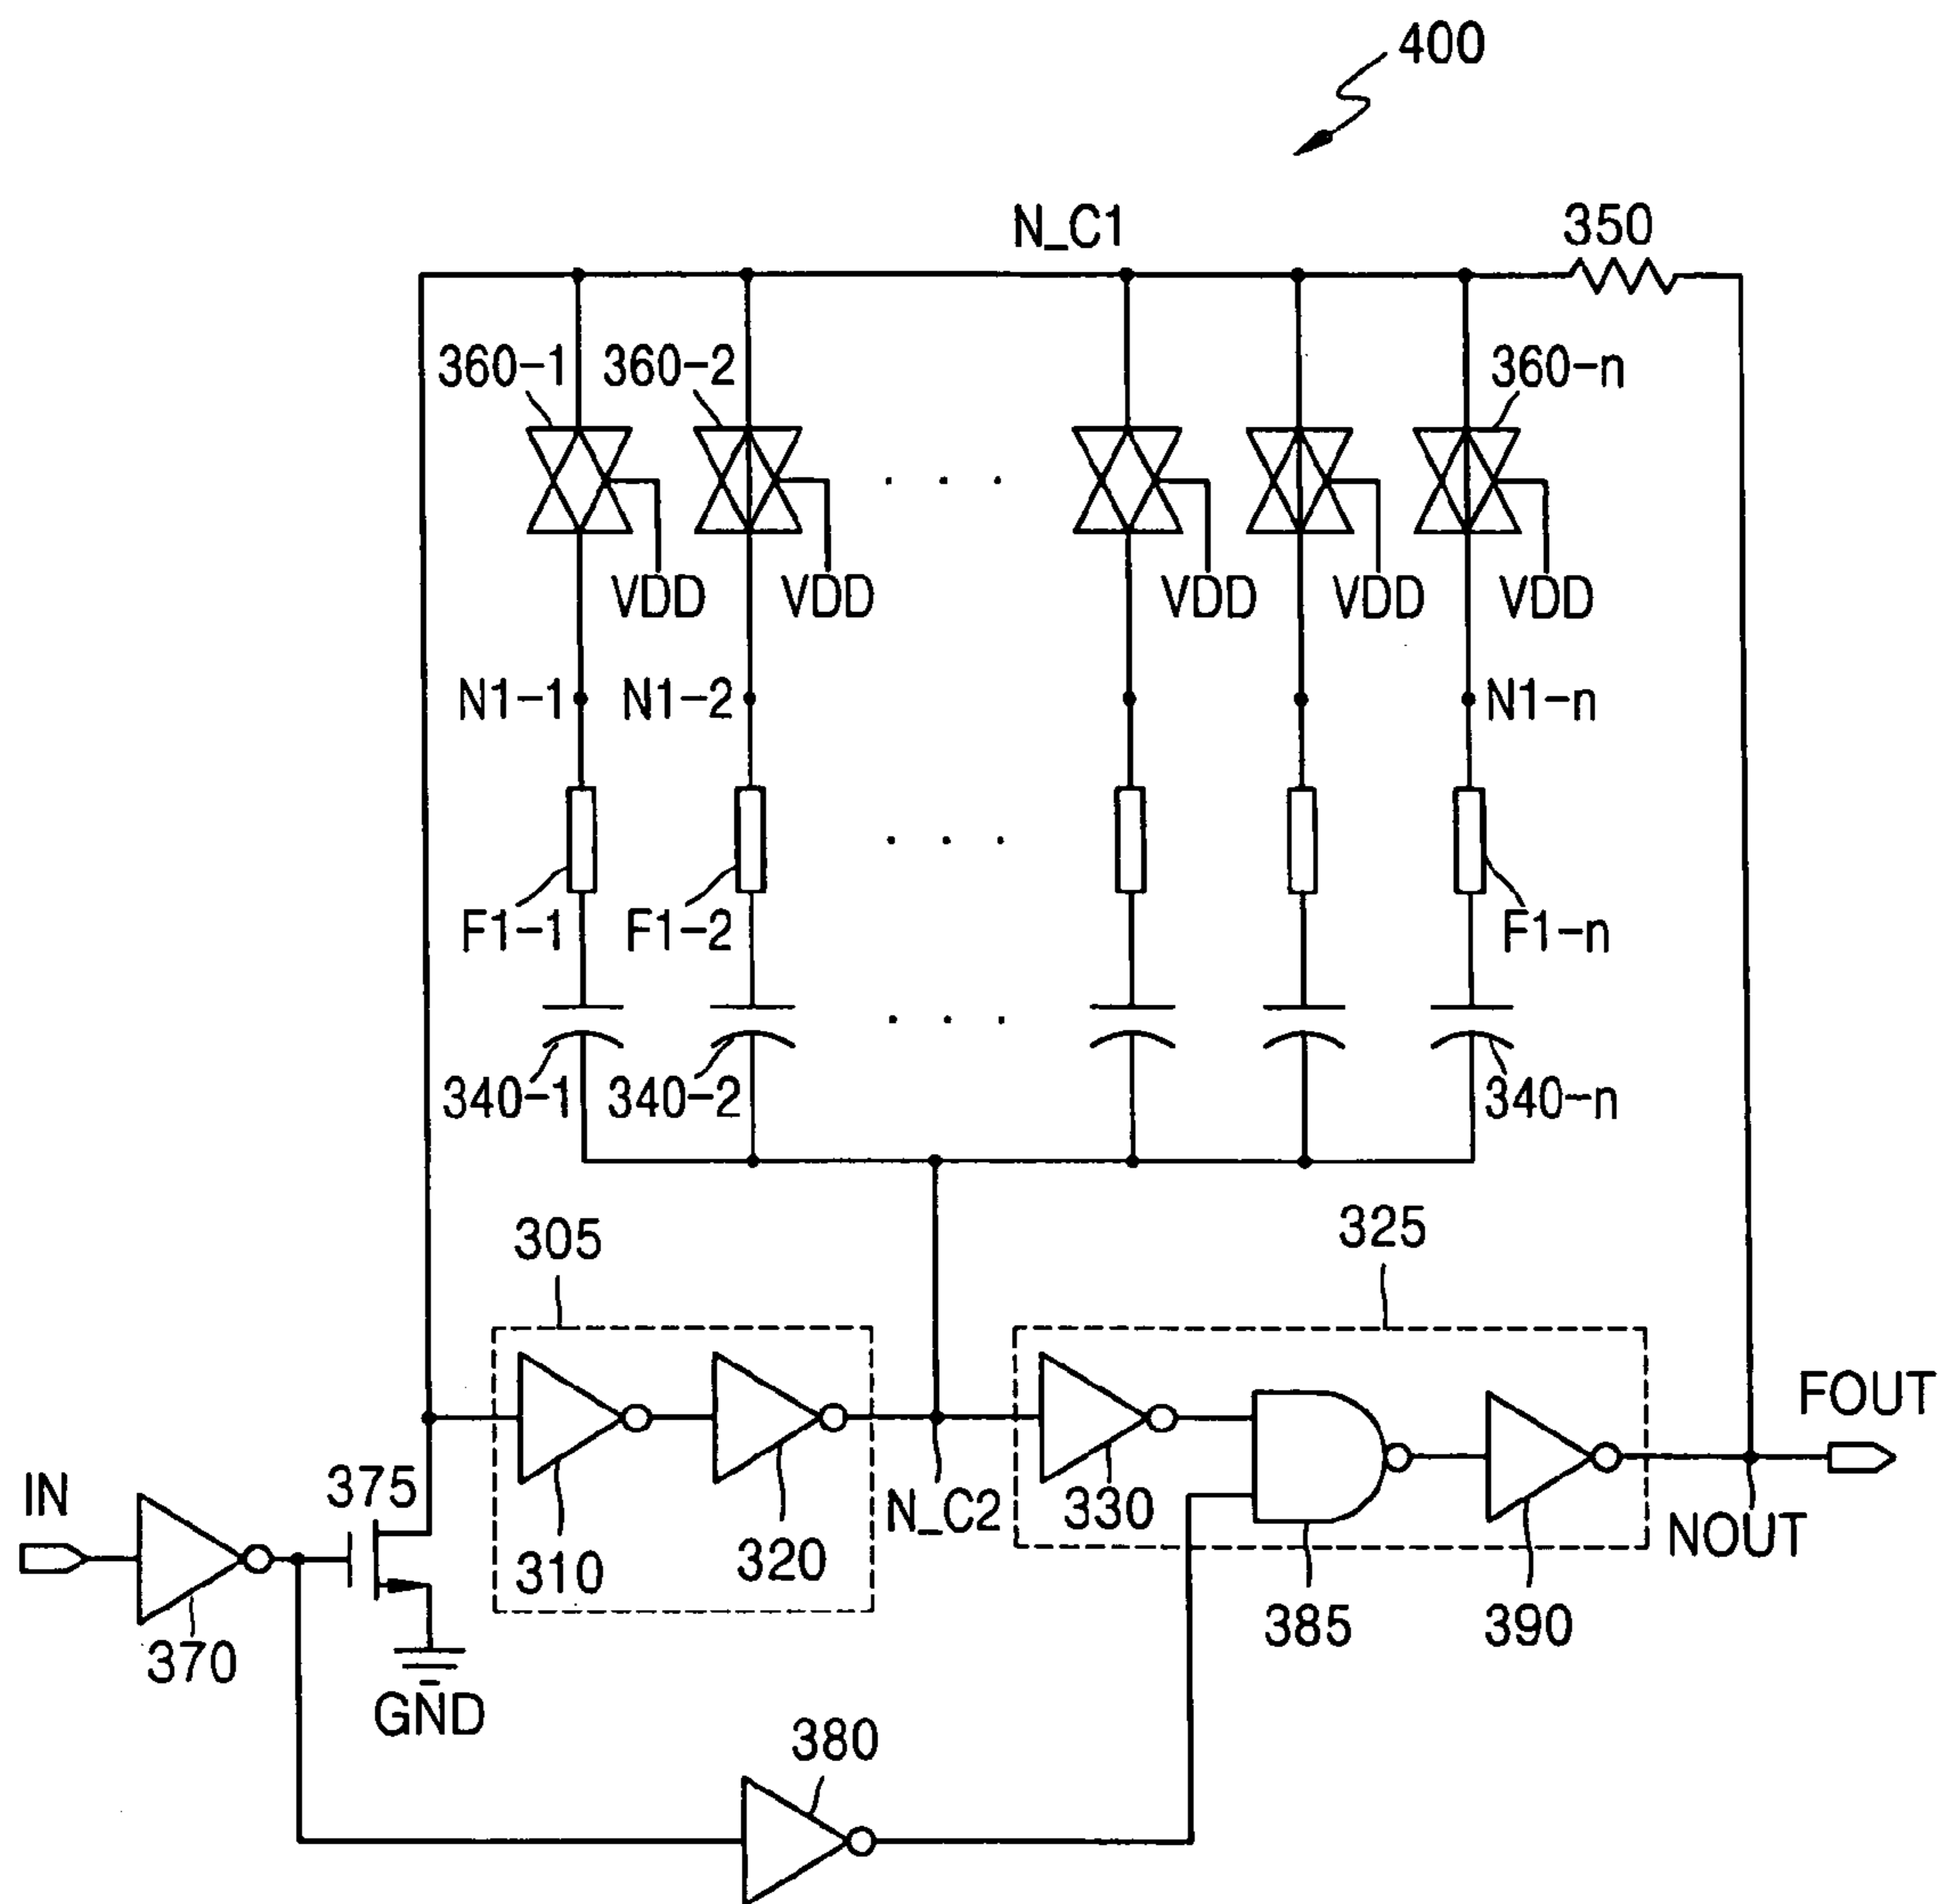 400
N_C1
350
360-1
360-2
360-n
VDD
VDD
VDD
VDD
VDD
N1-1
N1-2
N1-n
F1-1
F1-2
F1-n
340-1
340-2
340-n
305
325
FOUT
IN
375
N_C2
330
NOUT
310
320
370
385
390
GND
380